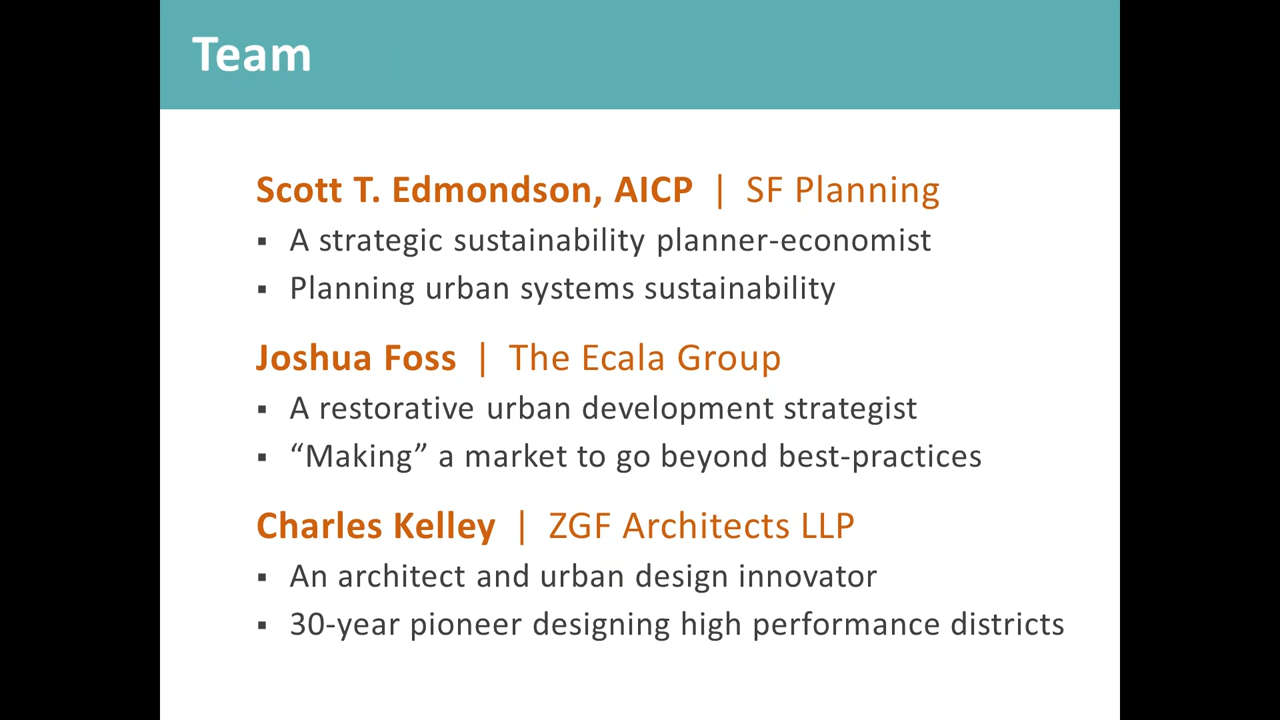 Team
Scott T. Edmondson, AICP | SF Planning
▪ A strategic sustainability planner-economist
▪ Planning urban systems sustainability
Joshua Foss | The Ecala Group
▪ A restorative urban development strategist
▪ “Making” a market to go beyond best-practices
Charles Kelley | ZGF Architects LLP
▪ An architect and urban design innovator
▪ 30-year pioneer designing high performance districts